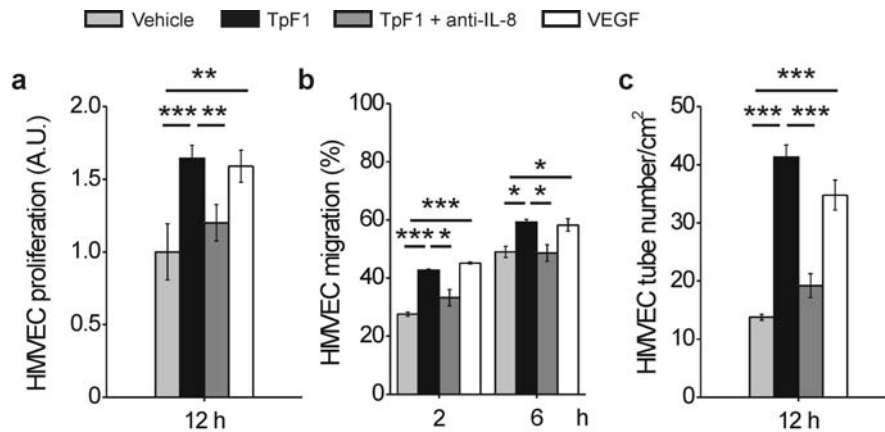 Vehicle TpF1 TpF1 + anti-IL-8 VEGF
a b c
** *** ***
*** ** *** * * * * *** ***
HMVEC proliferation (A.U.)
2.0
1.5
1.0
0.5
0
12 h
HMVEC migration (%)
100
80
60
40
20
0
2 6 h
HMVEC tube number/cm²
50
40
30
20
10
0
12 h